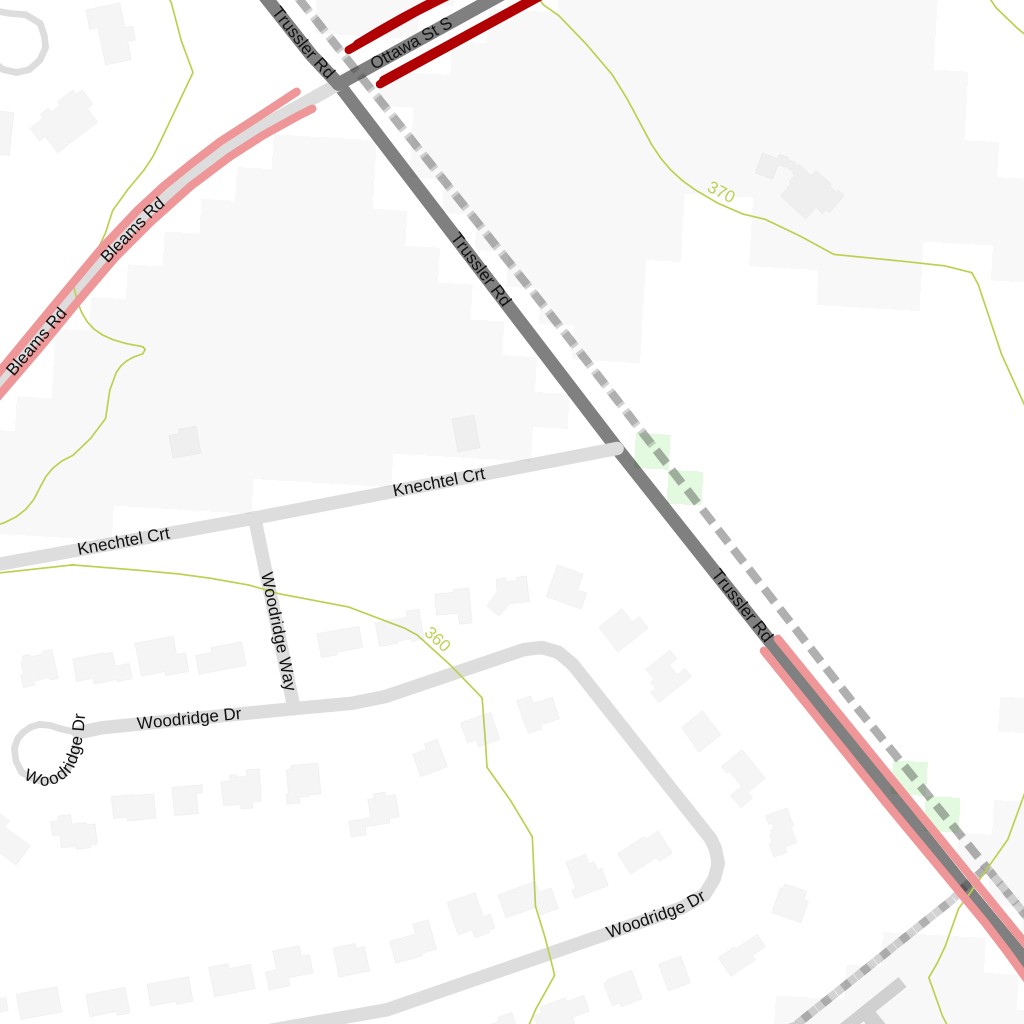 Trussler Rd
Ottawa St S
Bleams Rd
370
Trussler Rd
Bleams Rd
Knechtel Crt
Knechtel Crt
Trussler Rd
Woodridge Way
360
Woodridge Dr
Woodridge Dr
Woodridge Dr